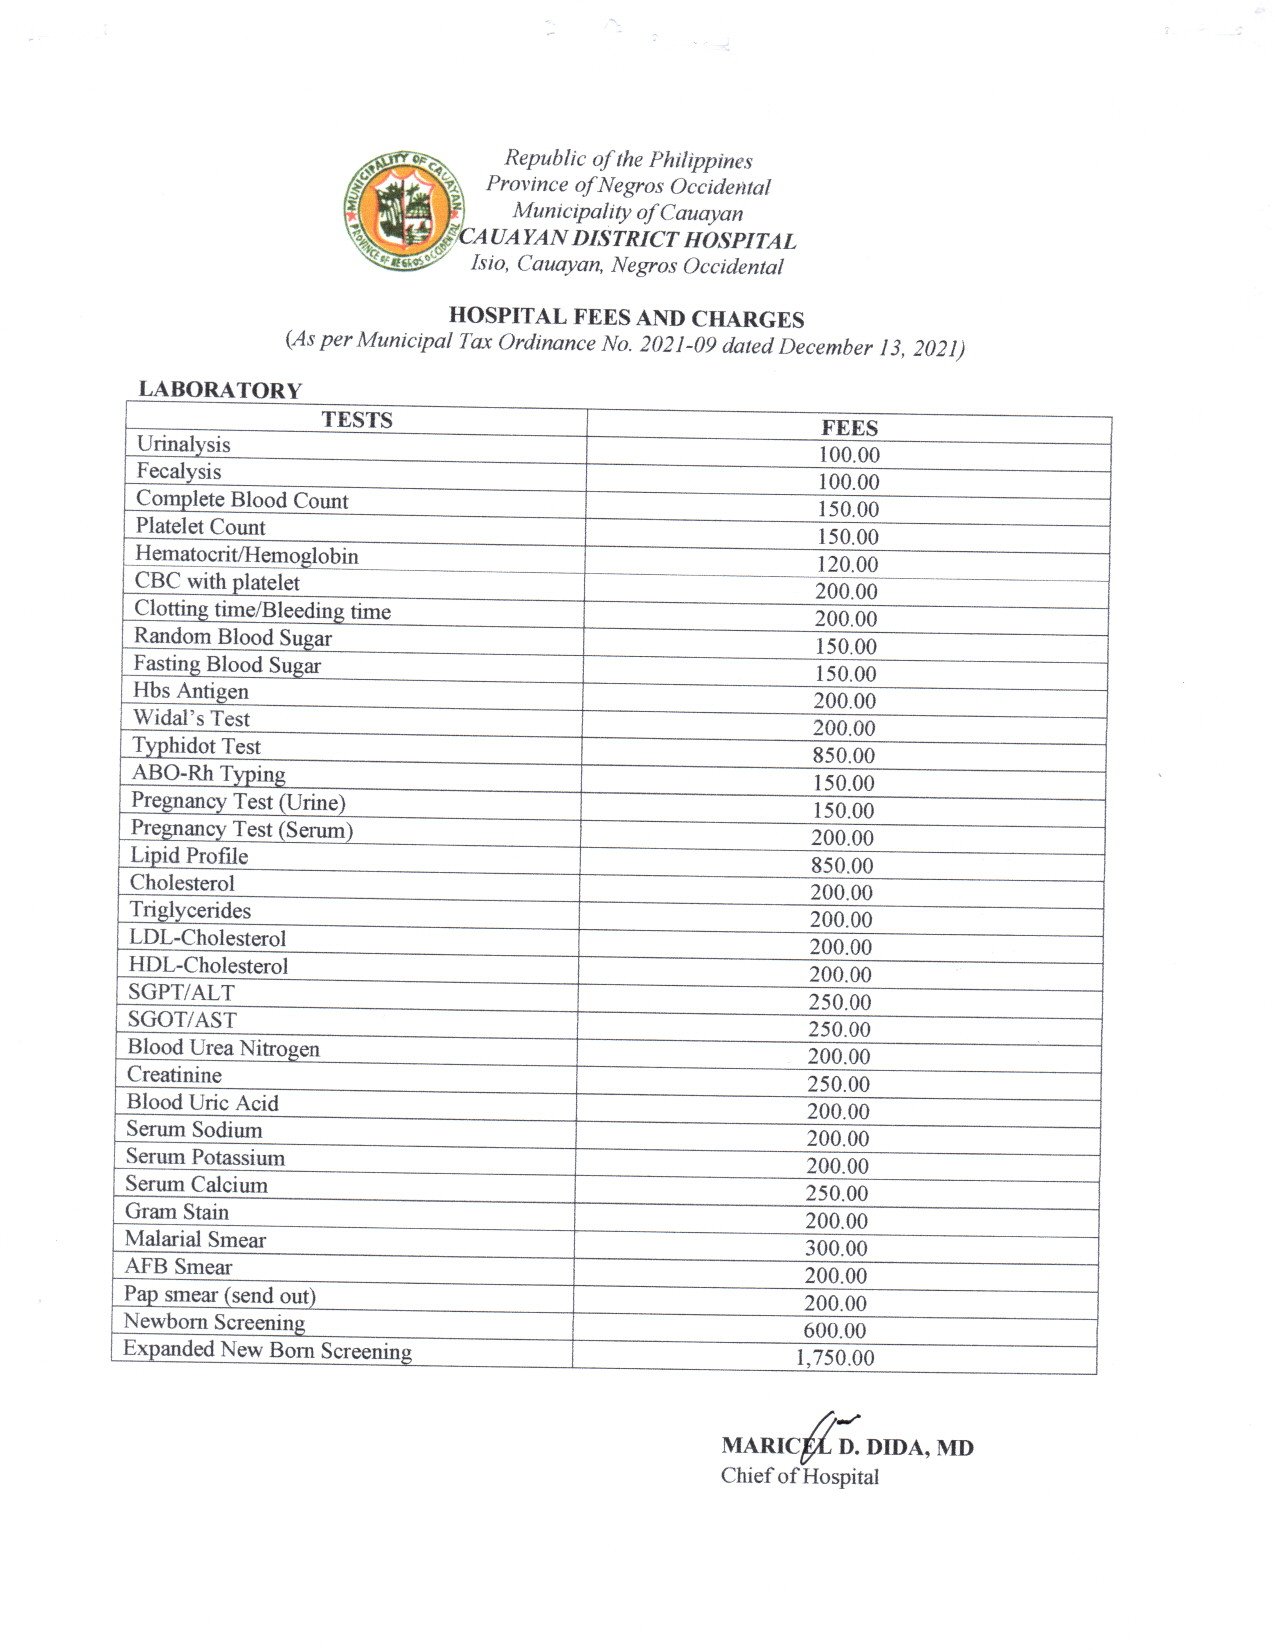 MUNICIPALITY OF CAUAYAN
PROVINCE OF NEGROS OCCIDENTAL
Republic of the Philippines
Province of Negros Occidental
Municipality of Cauayan
CAUAYAN DISTRICT HOSPITAL
Isio, Cauayan, Negros Occidental
HOSPITAL FEES AND CHARGES
(As per Municipal Tax Ordinance No. 2021-09 dated December 13, 2021)
LABORATORY
TESTS FEES
Urinalysis 100.00
Fecalysis 100.00
Complete Blood Count 150.00
Platelet Count 150.00
Hematocrit/Hemoglobin 120.00
CBC with platelet 200.00
Clotting time/Bleeding time 200.00
Random Blood Sugar 150.00
Fasting Blood Sugar 150.00
Hbs Antigen 200.00
Widal's Test 200.00
Typhidot Test 850.00
ABO-Rh Typing 150.00
Pregnancy Test (Urine) 150.00
Pregnancy Test (Serum) 200.00
Lipid Profile 850.00
Cholesterol 200.00
Triglycerides 200.00
LDL-Cholesterol 200.00
HDL-Cholesterol 200.00
SGPT/ALT 250.00
SGOT/AST 250.00
Blood Urea Nitrogen 200.00
Creatinine 250.00
Blood Uric Acid 200.00
Serum Sodium 200.00
Serum Potassium 200.00
Serum Calcium 250.00
Gram Stain 200.00
Malarial Smear 300.00
AFB Smear 200.00
Pap smear (send out) 200.00
Newborn Screening 600.00
Expanded New Born Screening 1,750.00
MARICEL D. DIDA, MD
Chief of Hospital